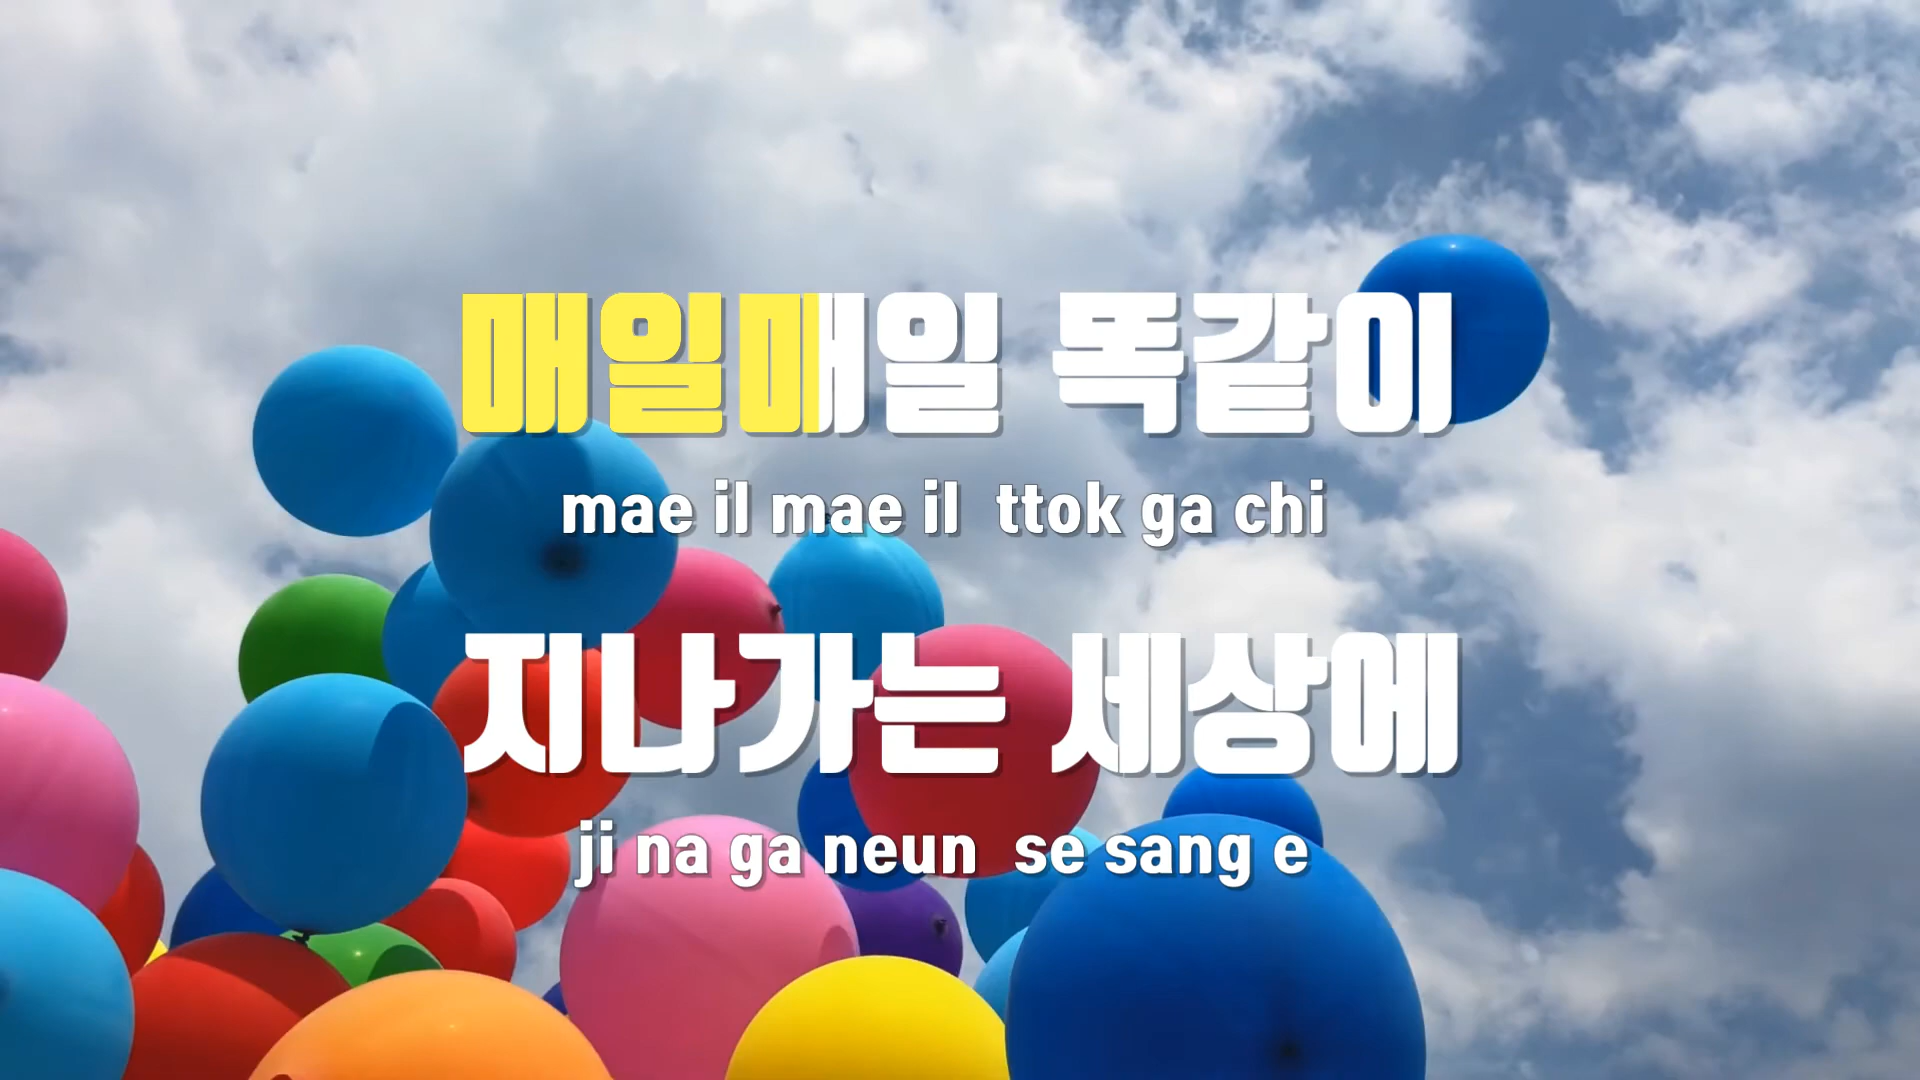 매일매일 똑같이
mae il mae il ttok ga chi
지나가는 세상에
ji na ga neun se sang e